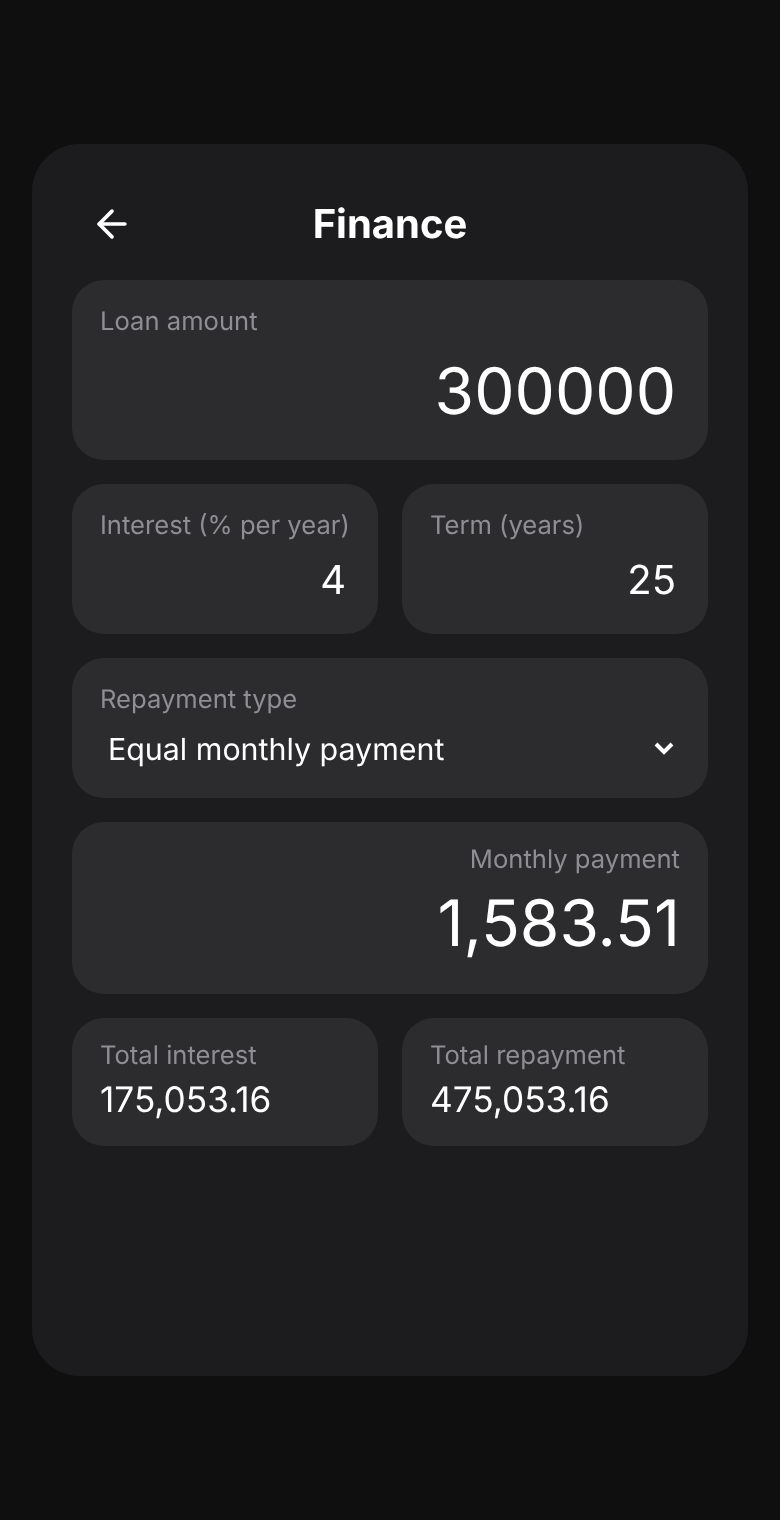 Finance
Loan amount
300000
Interest (% per year)
4
Term (years)
25
Repayment type
Equal monthly payment
Monthly payment
1,583.51
Total interest
175,053.16
Total repayment
475,053.16